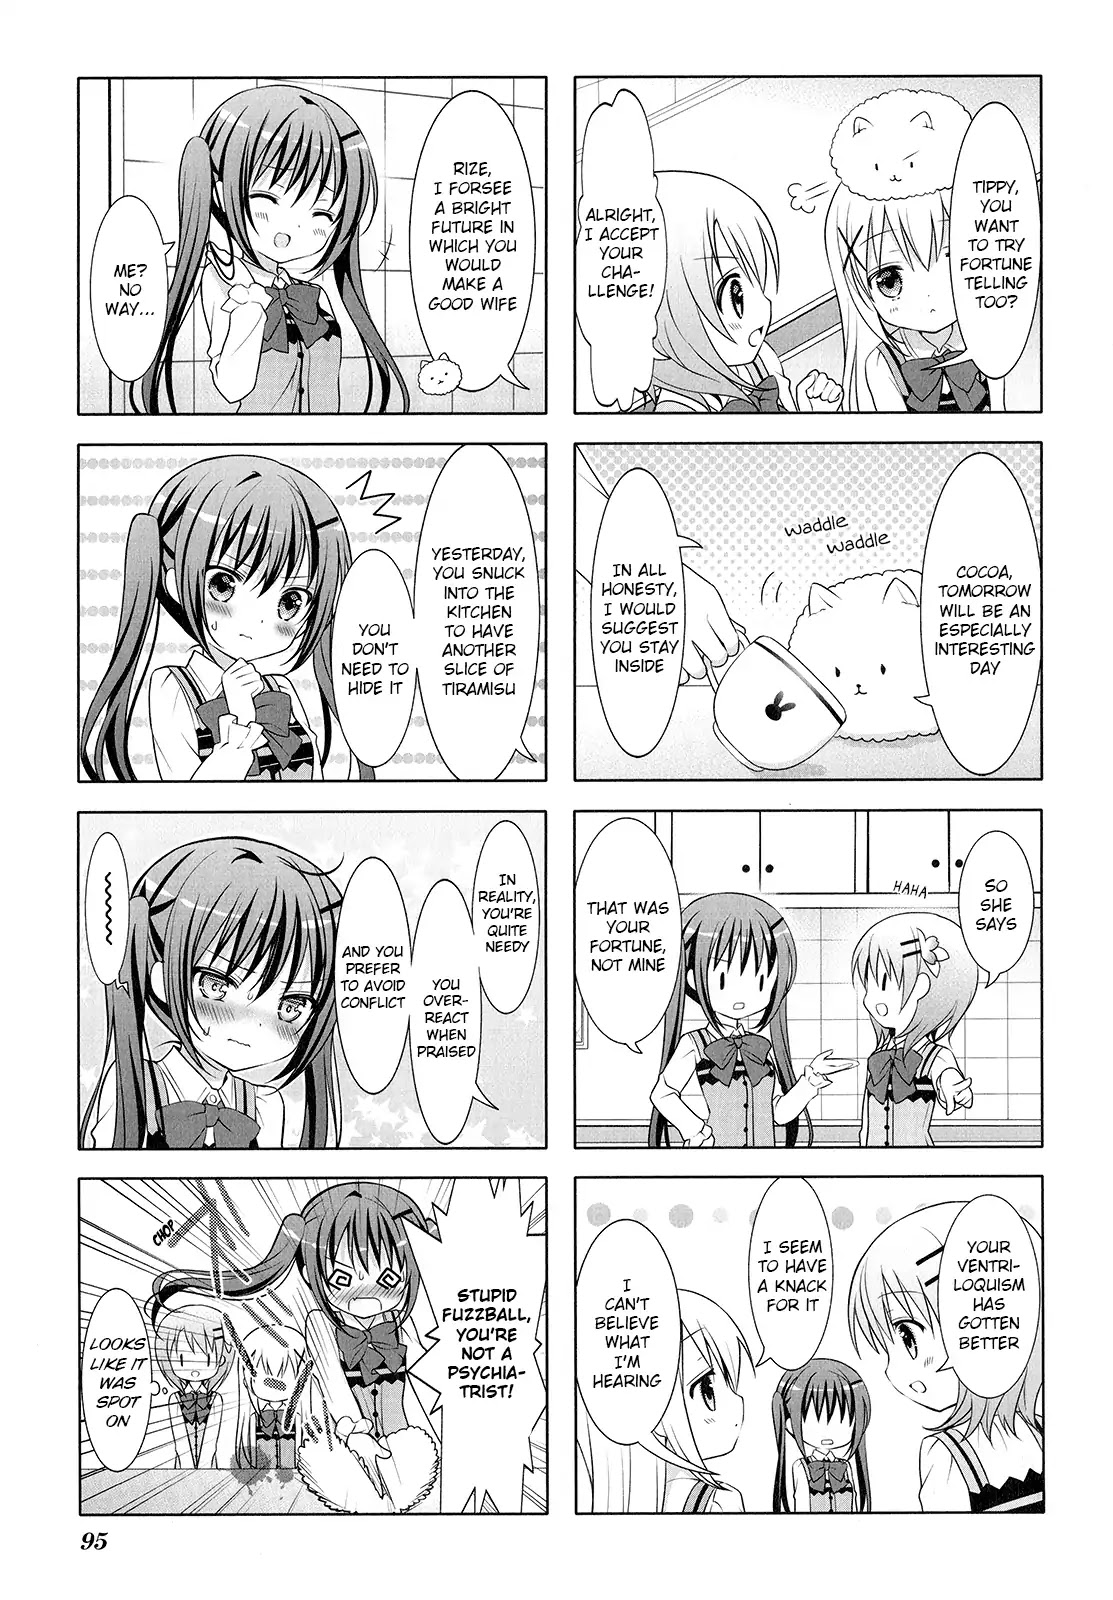 TIPPY, YOU
WANT
TO TRY
FORTUNE
TELLING
TOO?
ALRIGHT,
I ACCEPT
YOUR
CHA-
LLENGE!
COCOA,
TOMORROW
WILL BE AN
ESPECIALLY
INTERESTING
DAY
waddle
waddle
IN ALL
HONESTY,
I WOULD
SUGGEST
YOU STAY
INSIDE
SO
SHE
SAYS
HAHA
THAT WAS
YOUR
FORTUNE,
NOT MINE
YOUR
VENTRI-
LOQUISM
HAS
GOTTEN
BETTER
I SEEM
TO HAVE
A KNACK
FOR IT
I
CAN'T
BELIEVE
WHAT
I'M
HEARING
RIZE,
I FORSEE
A BRIGHT
FUTURE IN
WHICH YOU
WOULD
MAKE A
GOOD WIFE
ME?
NO
WAY...
YESTERDAY,
YOU SNUCK
INTO THE
KITCHEN
TO HAVE
ANOTHER
SLICE OF
TIRAMISU
YOU
DON'T
NEED TO
HIDE IT
IN
REALITY,
YOU'RE
QUITE
NEEDY
YOU
OVER-
REACT
WHEN
PRAISED
AND YOU
PREFER
TO AVOID
CONFLICT
STUPID
FUZZBALL,
YOU'RE
NOT A
PSYCHIA-
TRIST!
CHOP
LOOKS
LIKE IT
WAS
SPOT
ON
95